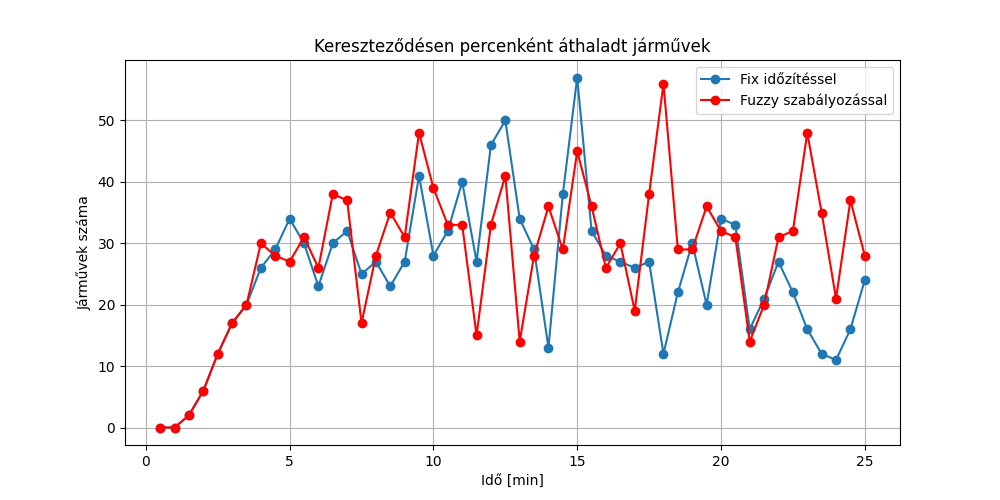 Kereszteződésen percenként áthaladt járművek
Fix időzítéssel
Fuzzy szabályozással
Járművek száma
50
40
30
20
10
0
0 5 10 15 20 25
Idő [min]